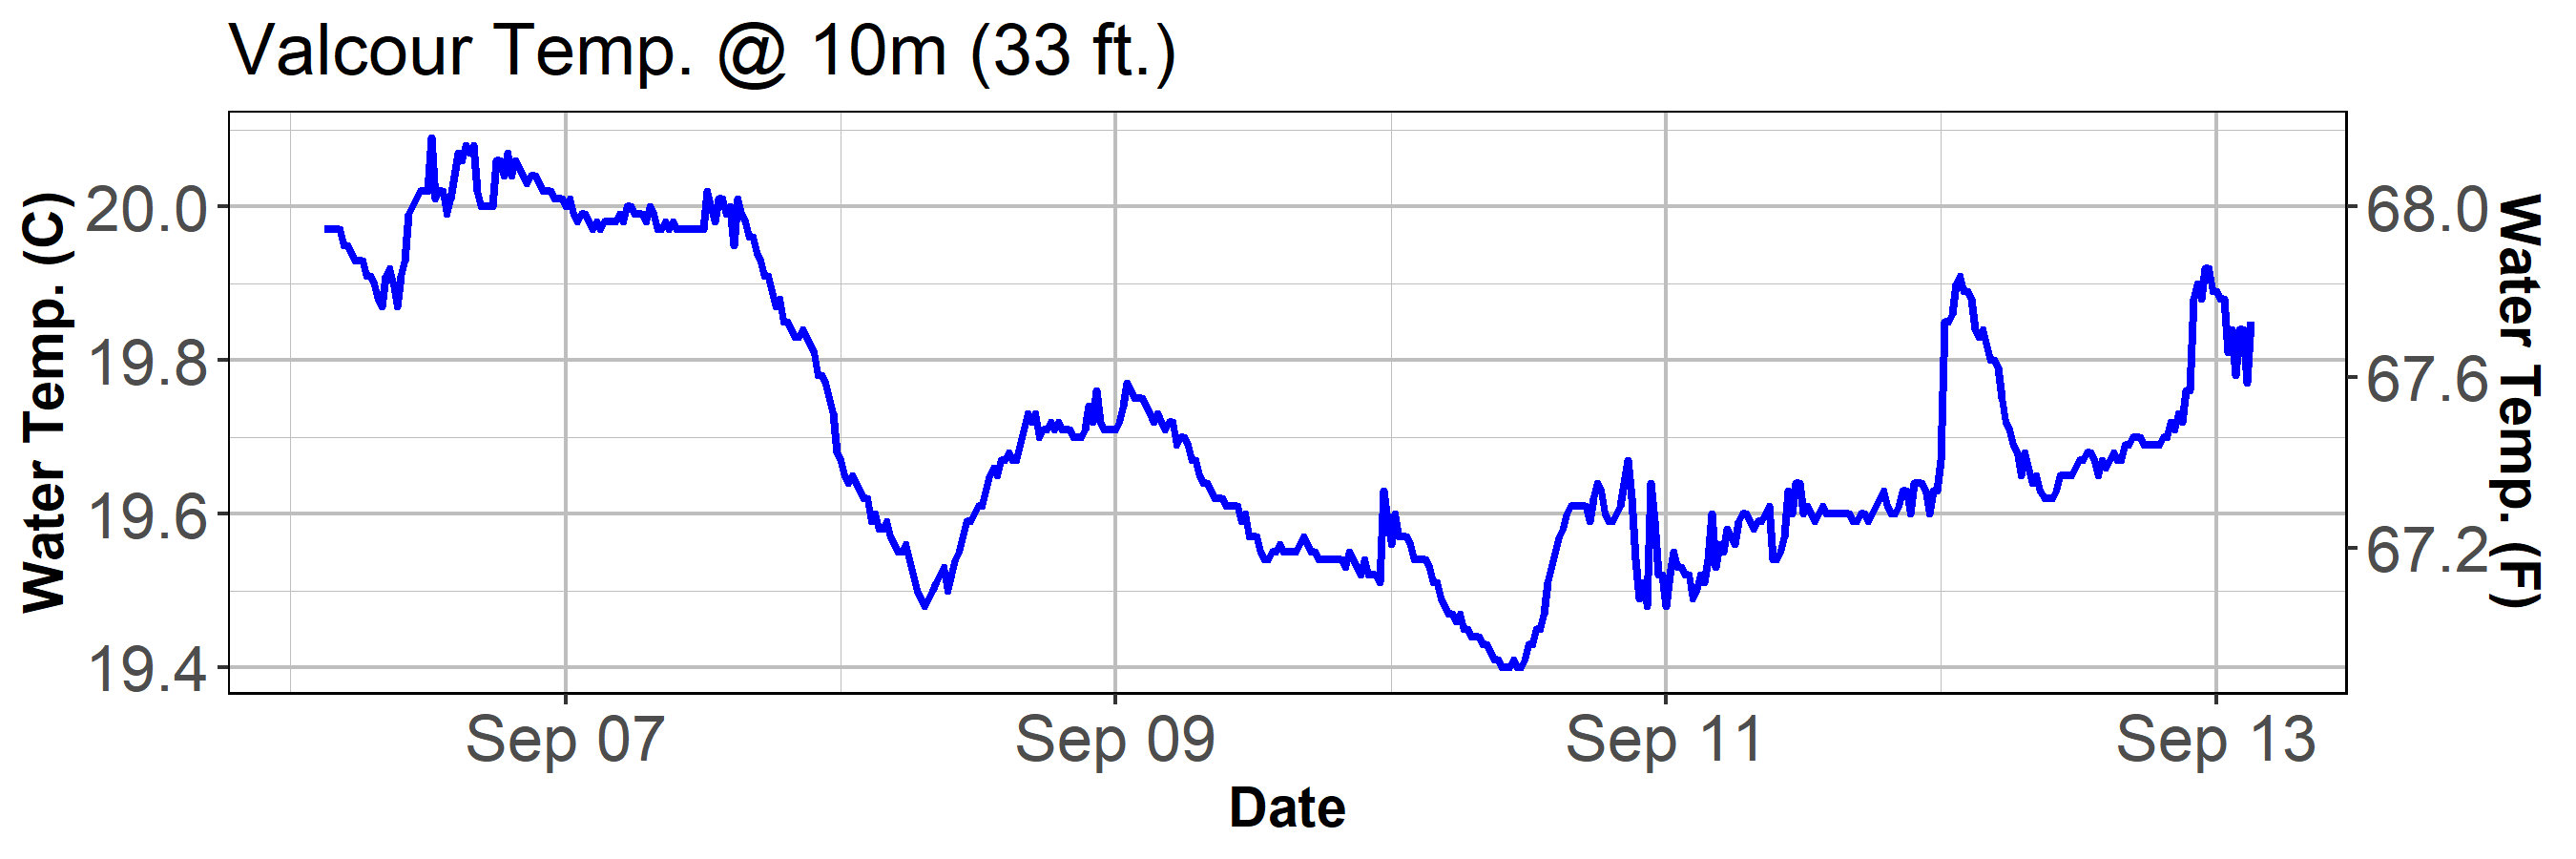 Valcour Temp. @ 10m (33 ft.)
Water Temp. (C)
20.0
19.8
19.6
19.4
68.0
67.6
67.2
Water Temp. (F)
Sep 07
Sep 09
Sep 11
Sep 13
Date